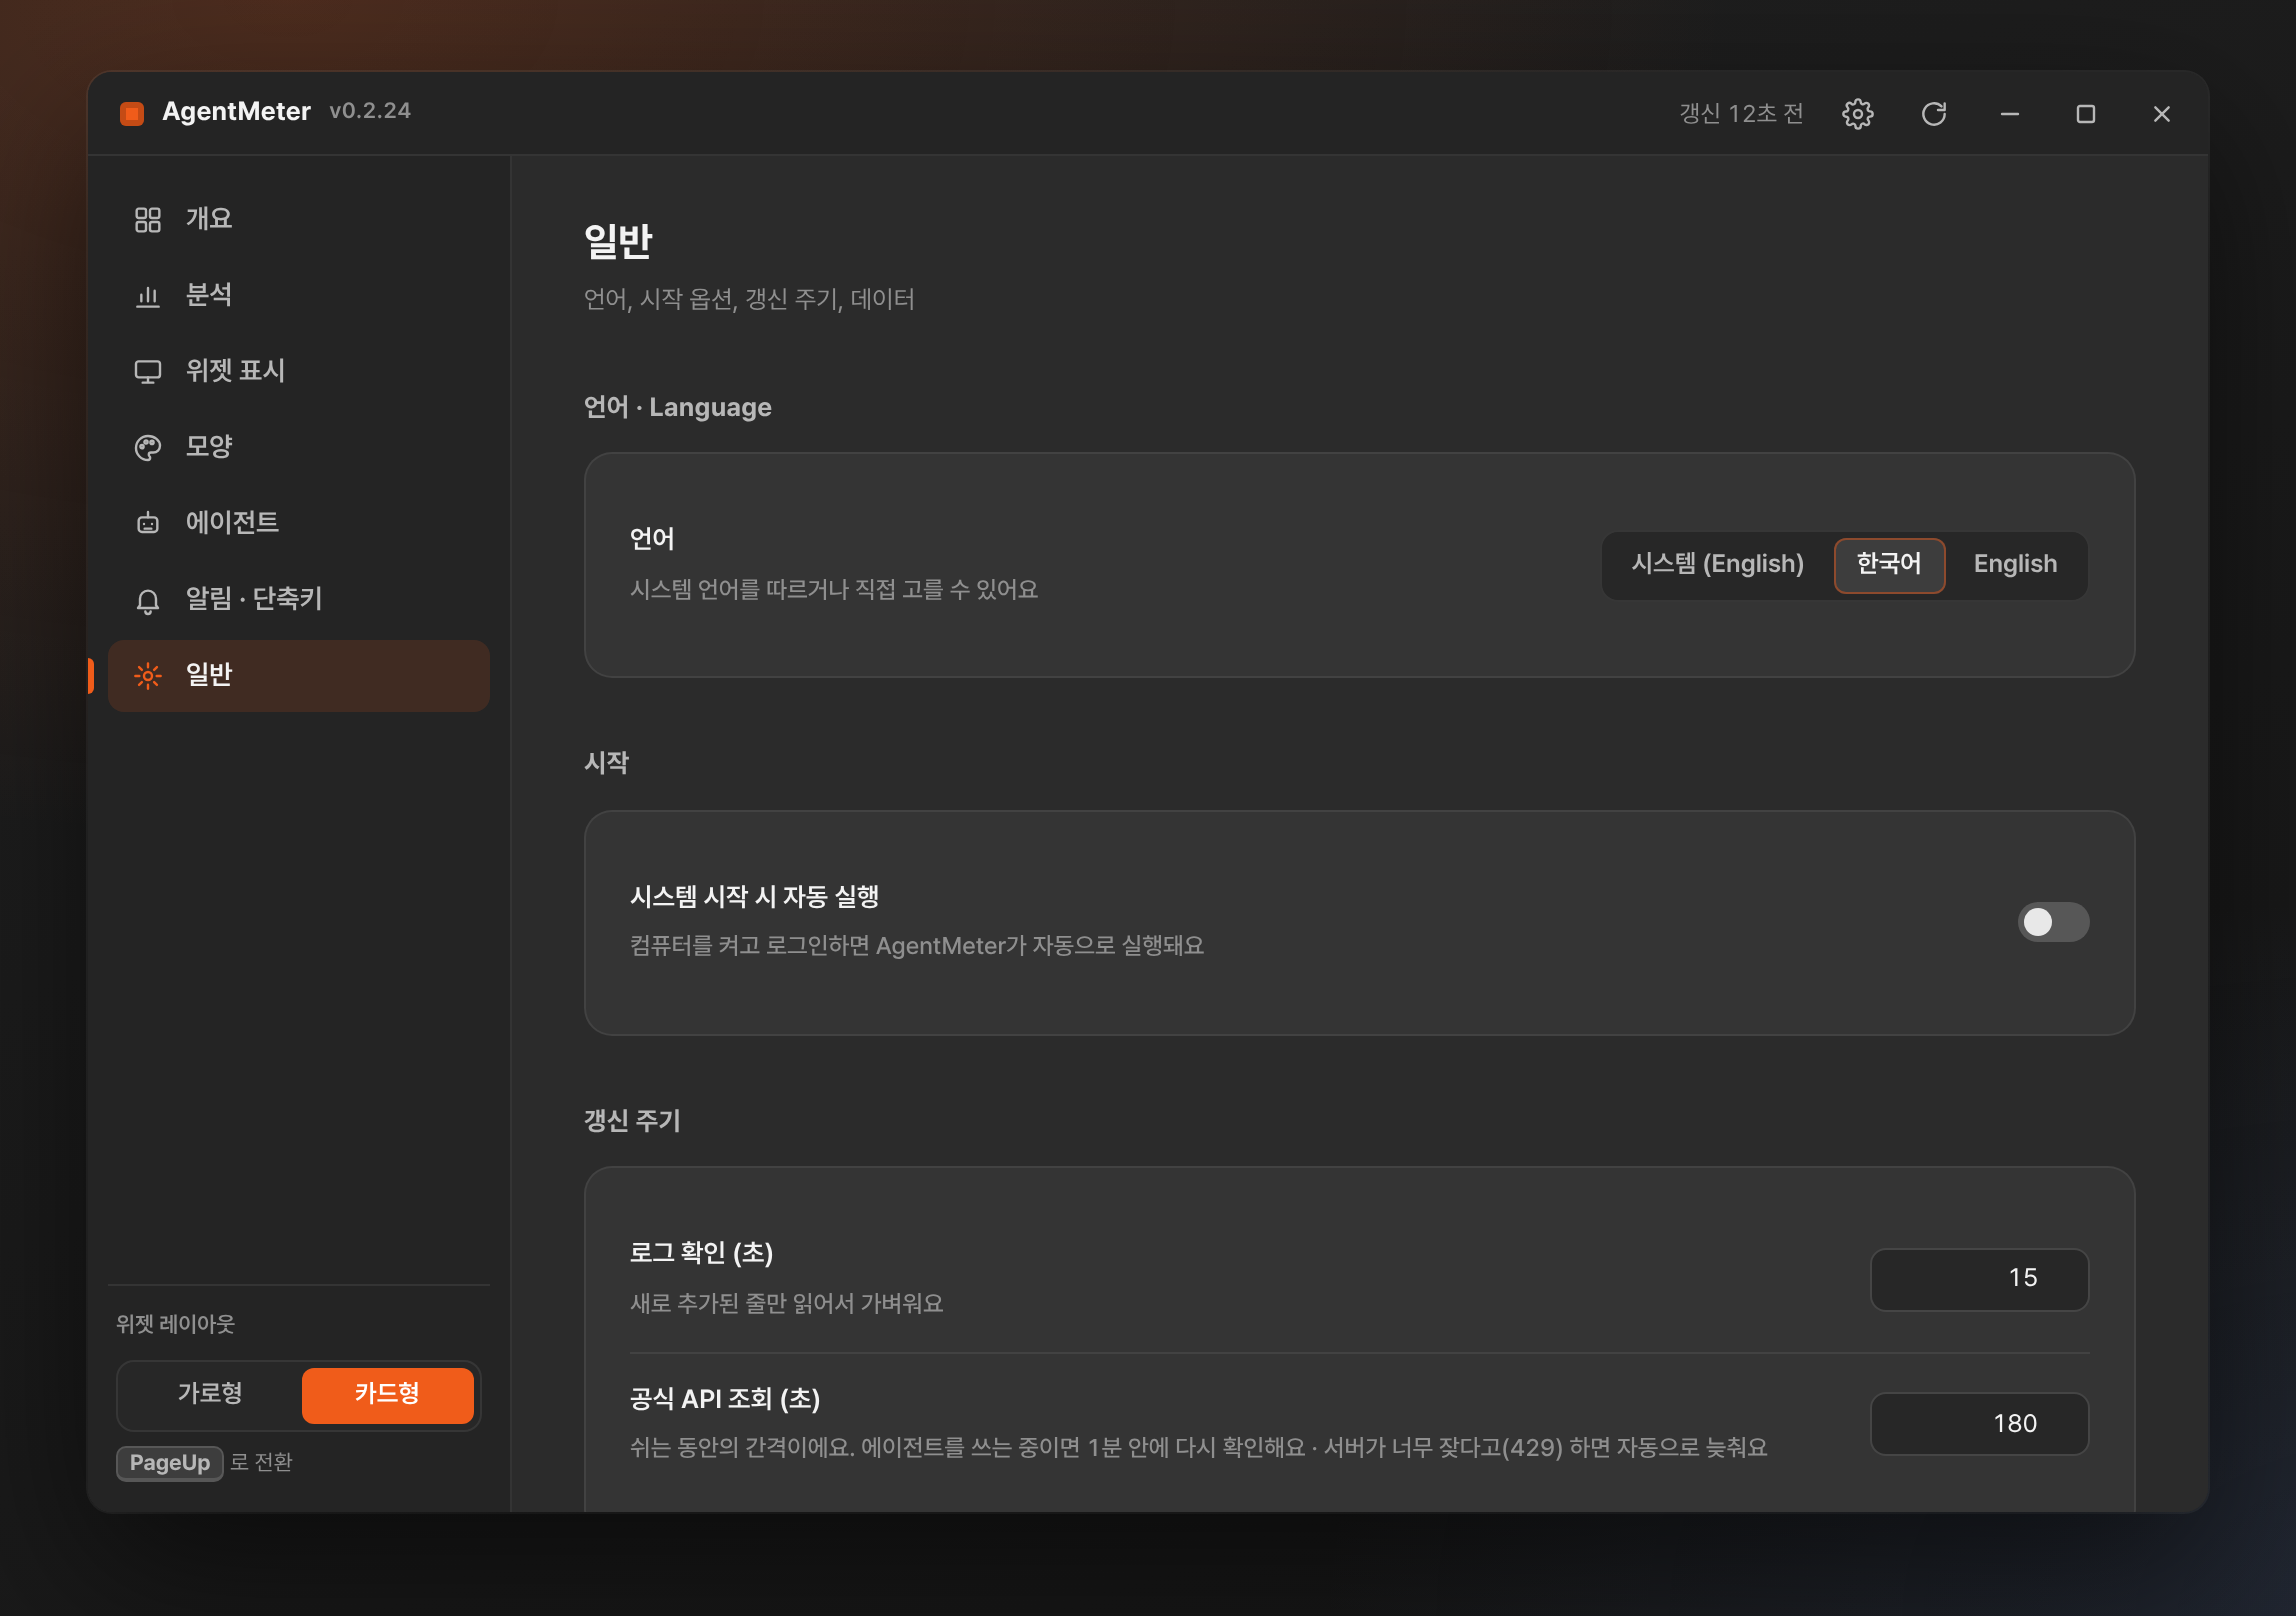 AgentMeter v0.2.24
갱신 12초 전
개요
분석
위젯 표시
모양
에이전트
알림 · 단축키
일반
위젯 레이아웃
가로형 카드형
PageUp 로 전환
일반
언어, 시작 옵션, 갱신 주기, 데이터
언어 · Language
언어
시스템 언어를 따르거나 직접 고를 수 있어요
시스템 (English) 한국어 English
시작
시스템 시작 시 자동 실행
컴퓨터를 켜고 로그인하면 AgentMeter가 자동으로 실행돼요
갱신 주기
로그 확인 (초)
새로 추가된 줄만 읽어서 가벼워요
15
공식 API 조회 (초)
쉬는 동안의 간격이에요. 에이전트를 쓰는 중이면 1분 안에 다시 확인해요 · 서버가 너무 잦다고(429) 하면 자동으로 늦춰요
180